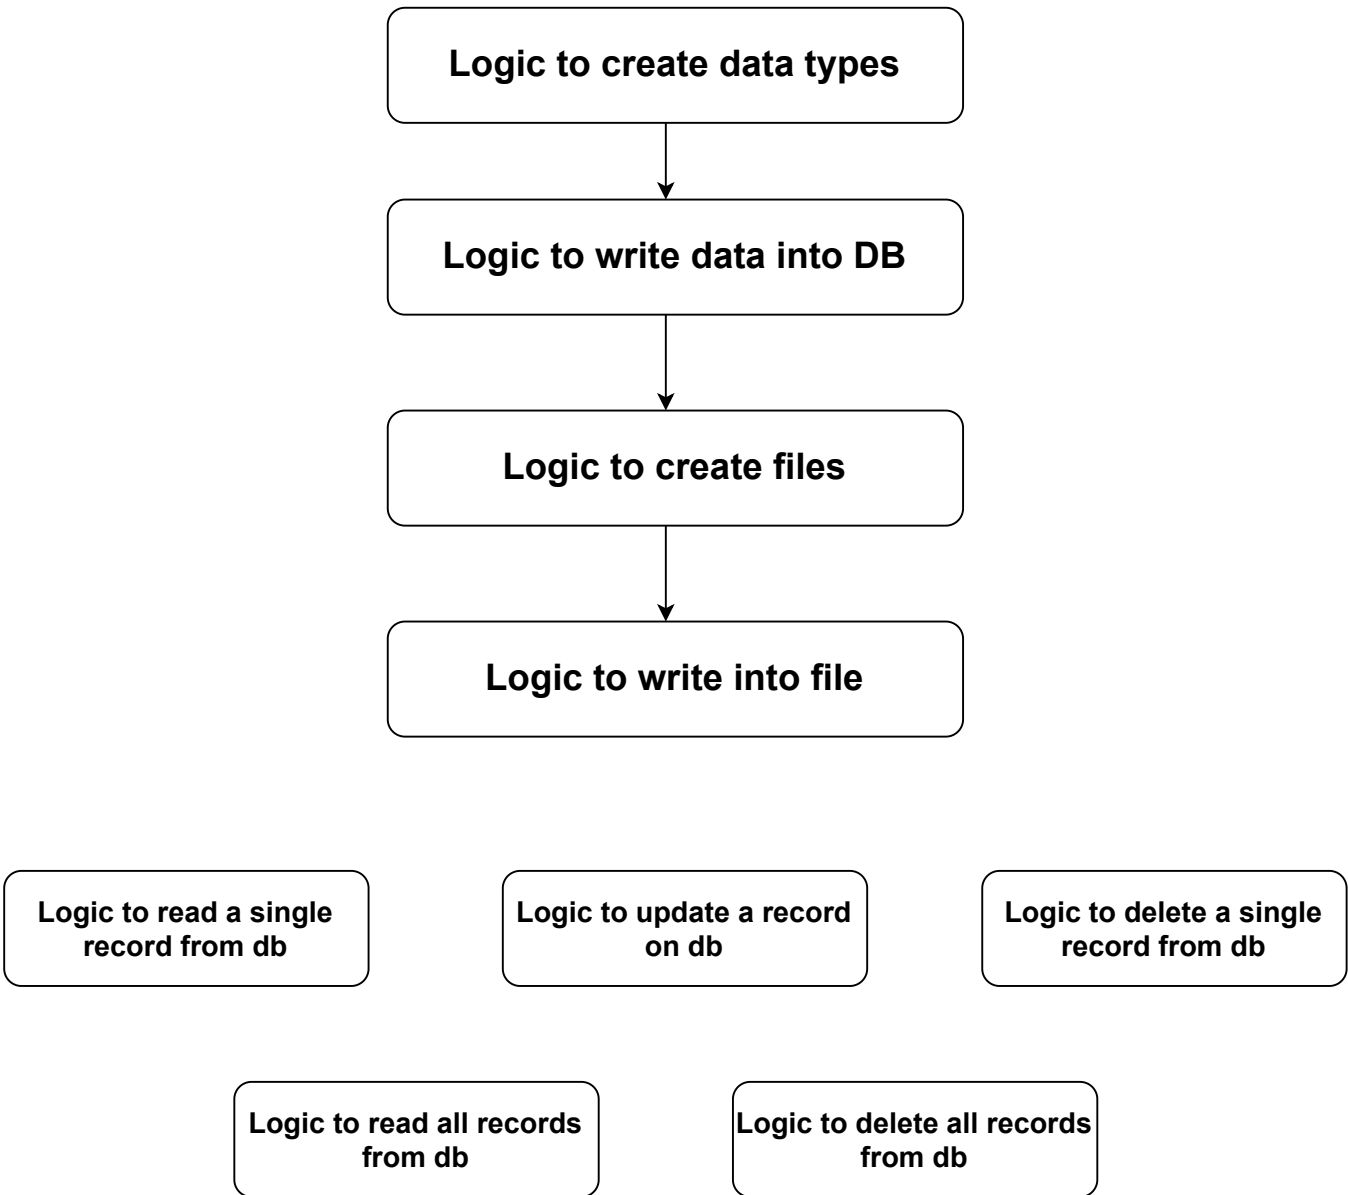 Logic to create data types
Logic to write data into DB
Logic to create files
Logic to write into file
Logic to read a single
record from db
Logic to update a record
on db
Logic to delete a single
record from db
Logic to read all records
from db
Logic to delete all records
from db